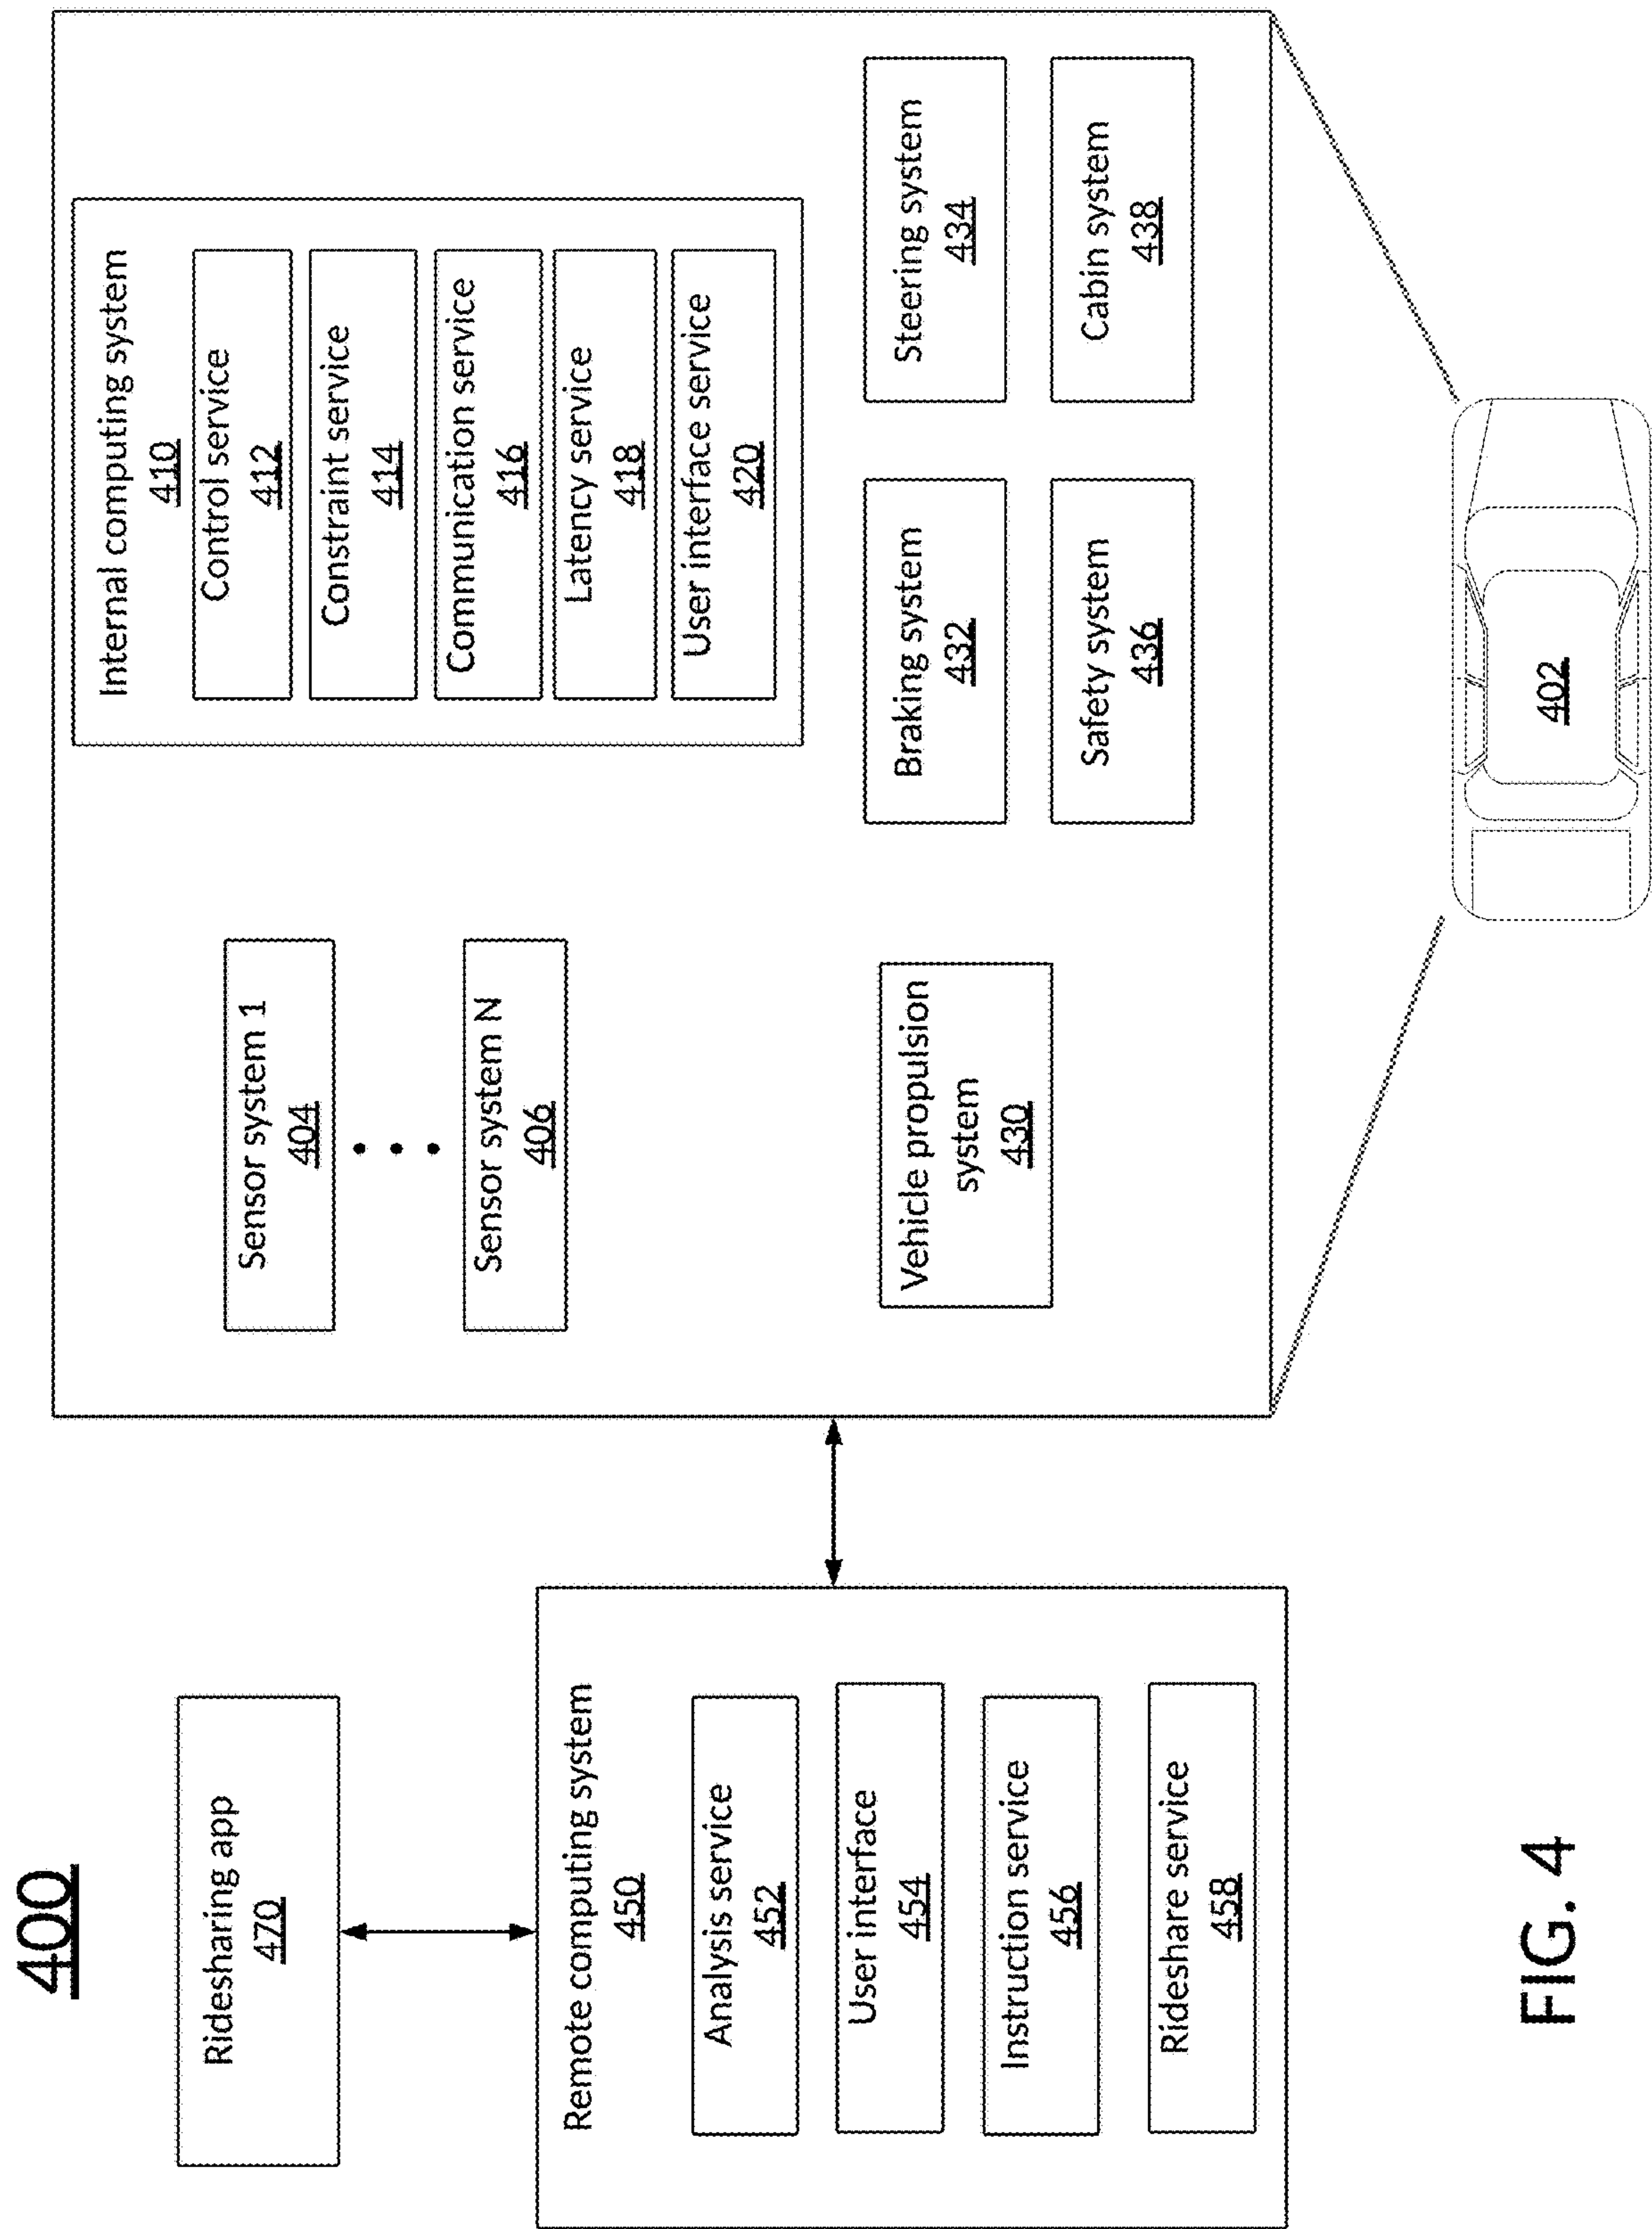 400
Ridesharing app
470
Remote computing system
450
Analysis service
452
User interface
454
Instruction service
456
Rideshare service
458
Sensor system 1
404
Sensor system N
406
Internal computing system
410
Control service
412
Constraint service
414
Communication service
416
Latency service
418
User interface service
420
Vehicle propulsion
system
430
Braking system
432
Steering system
434
Safety system
436
Cabin system
438
402
FIG. 4